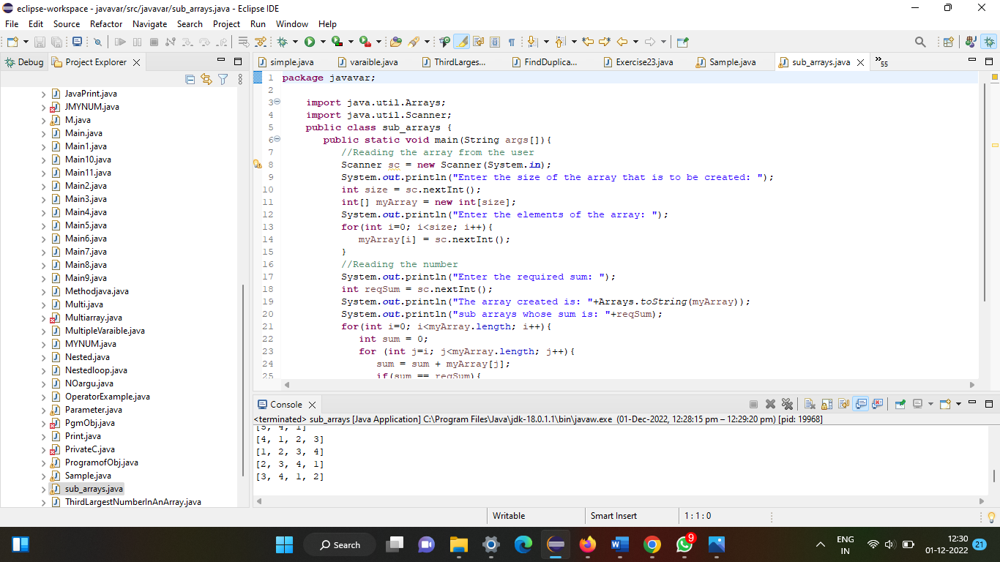 eclipse-workspace - javavar/src/javavar/sub_arrays.java - Eclipse IDE
File Edit Source Refactor Navigate Search Project Run Window Help
Debug Project Explorer
simple.java varaible.java ThirdLarges... FindDuplica... Exercise23.java Sample.java sub_arrays.java »55
JavaPrint.java
JMYNUM.java
M.java
Main.java
Main1.java
Main10.java
Main11.java
Main2.java
Main3.java
Main4.java
Main5.java
Main6.java
Main7.java
Main8.java
Main9.java
Methodjava.java
Multi.java
Multiarray.java
MultipleVaraible.java
MYNUM.java
Nested.java
Nestedloop.java
NOargu.java
OperatorExample.java
Parameter.java
PgmObj.java
Print.java
PrivateC.java
ProgramofObj.java
Sample.java
sub_arrays.java
ThirdLargestNumberInAnArray.java
1 package javavar;
2
3 import java.util.Arrays;
4 import java.util.Scanner;
5 public class sub_arrays {
6 public static void main(String args[]){
7 //Reading the array from the user
8 Scanner sc = new Scanner(System.in);
9 System.out.println("Enter the size of the array that is to be created: ");
10 int size = sc.nextInt();
11 int[] myArray = new int[size];
12 System.out.println("Enter the elements of the array: ");
13 for(int i=0; i<size; i++){
14 myArray[i] = sc.nextInt();
15 }
16 //Reading the number
17 System.out.println("Enter the required sum: ");
18 int reqSum = sc.nextInt();
19 System.out.println("The array created is: "+Arrays.toString(myArray));
20 System.out.println("sub arrays whose sum is: "+reqSum);
21 for(int i=0; i<myArray.length; i++){
22 int sum = 0;
23 for (int j=i; j<myArray.length; j++){
24 sum = sum + myArray[j];
25 if(sum == reqSum){
Console
<terminated> sub_arrays [Java Application] C:\Program Files\Java\jdk-18.0.1.1\bin\javaw.exe (01-Dec-2022, 12:28:15 pm – 12:29:20 pm) [pid: 19968]
[5, 4, 1]
[4, 1, 2, 3]
[1, 2, 3, 4]
[2, 3, 4, 1]
[3, 4, 1, 2]
Writable Smart Insert 1 : 1 : 0
Search
9
ENG
IN
12:30
01-12-2022
21